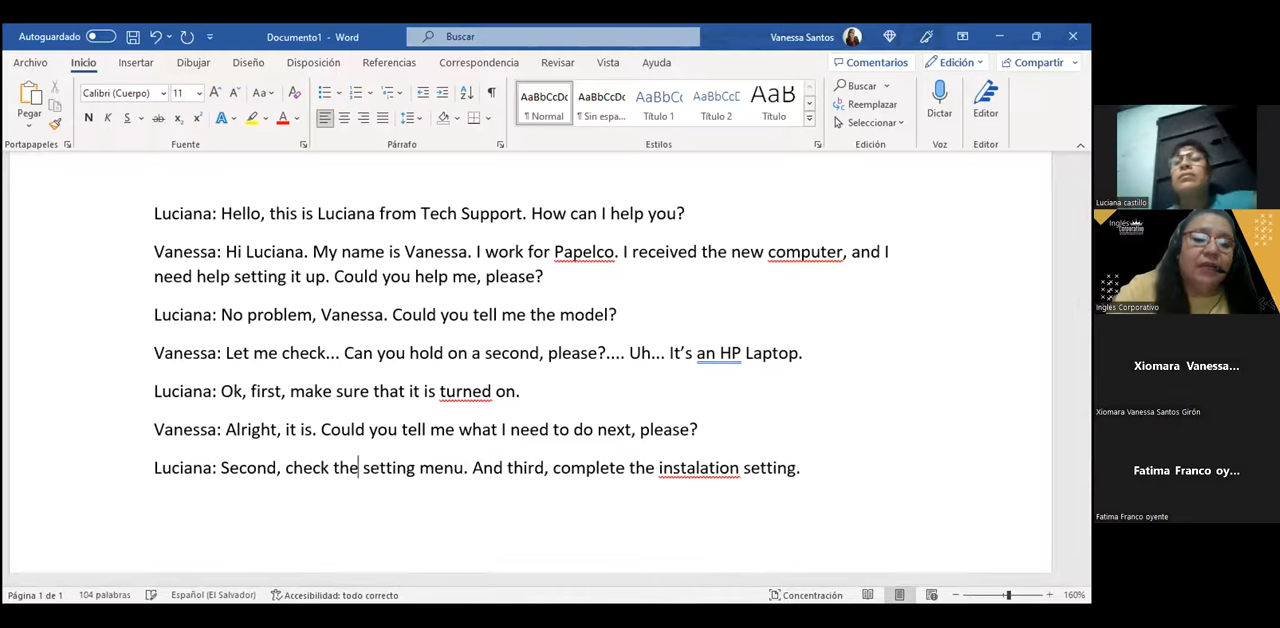 Autoguardado Documento1 - Word Buscar Vanessa Santos
Archivo Inicio Insertar Dibujar Diseño Disposición Referencias Correspondencia Revisar Vista Ayuda Comentarios Edición Compartir
Pegar Calibri (Cuerpo) 11 AaBbCcDc AaBbCcDc AaBbCc AaBbCcD AaB Buscar Reemplazar Seleccionar Dictar Editor
¶ Normal ¶ Sin espa... Título 1 Título 2 Título
Portapapeles Fuente Párrafo Estilos Edición Voz Editor
Luciana: Hello, this is Luciana from Tech Support. How can I help you?
Vanessa: Hi Luciana. My name is Vanessa. I work for Papelco. I received the new computer, and I
need help setting it up. Could you help me, please?
Luciana: No problem, Vanessa. Could you tell me the model?
Vanessa: Let me check... Can you hold on a second, please?.... Uh... It's an HP Laptop.
Luciana: Ok, first, make sure that it is turned on.
Vanessa: Alright, it is. Could you tell me what I need to do next, please?
Luciana: Second, check the setting menu. And third, complete the instalation setting.
Página 1 de 1 104 palabras Español (El Salvador) Accesibilidad: todo correcto Concentración 160%
Luciana castillo
Inglés Corporativo
Ingles Corporativo
Xiomara Vanessa...
Xiomara Vanessa Santos Girón
Fatima Franco oy...
Fatima Franco oyente